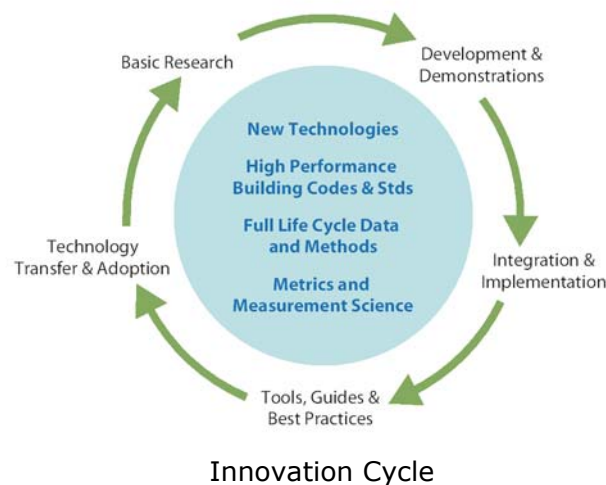 Basic Research
Development &
Demonstrations
New Technologies
High Performance
Building Codes & Stds
Full Life Cycle Data
and Methods
Metrics and
Measurement Science
Technology
Transfer & Adoption
Integration &
Implementation
Tools, Guides &
Best Practices
Innovation Cycle